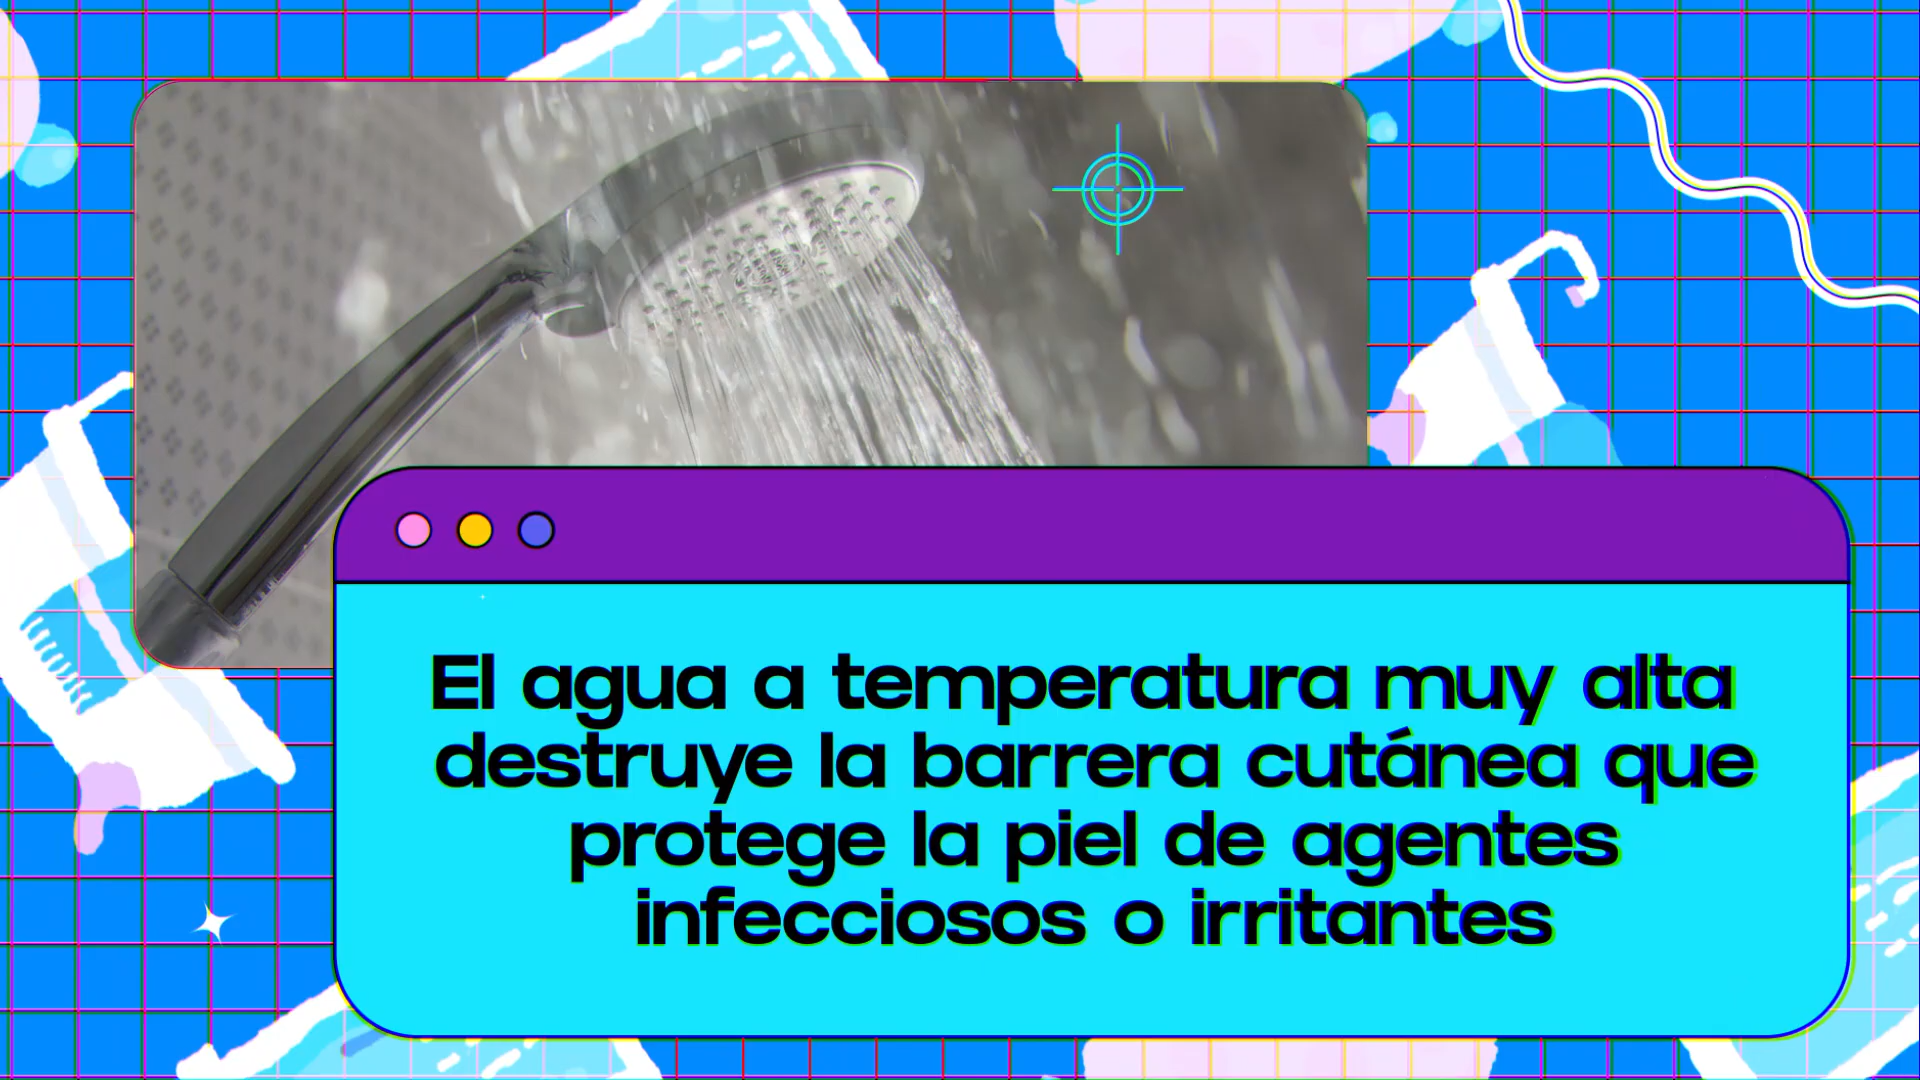 El agua a temperatura muy alta
destruye la barrera cutánea que
protege la piel de agentes
infecciosos o irritantes